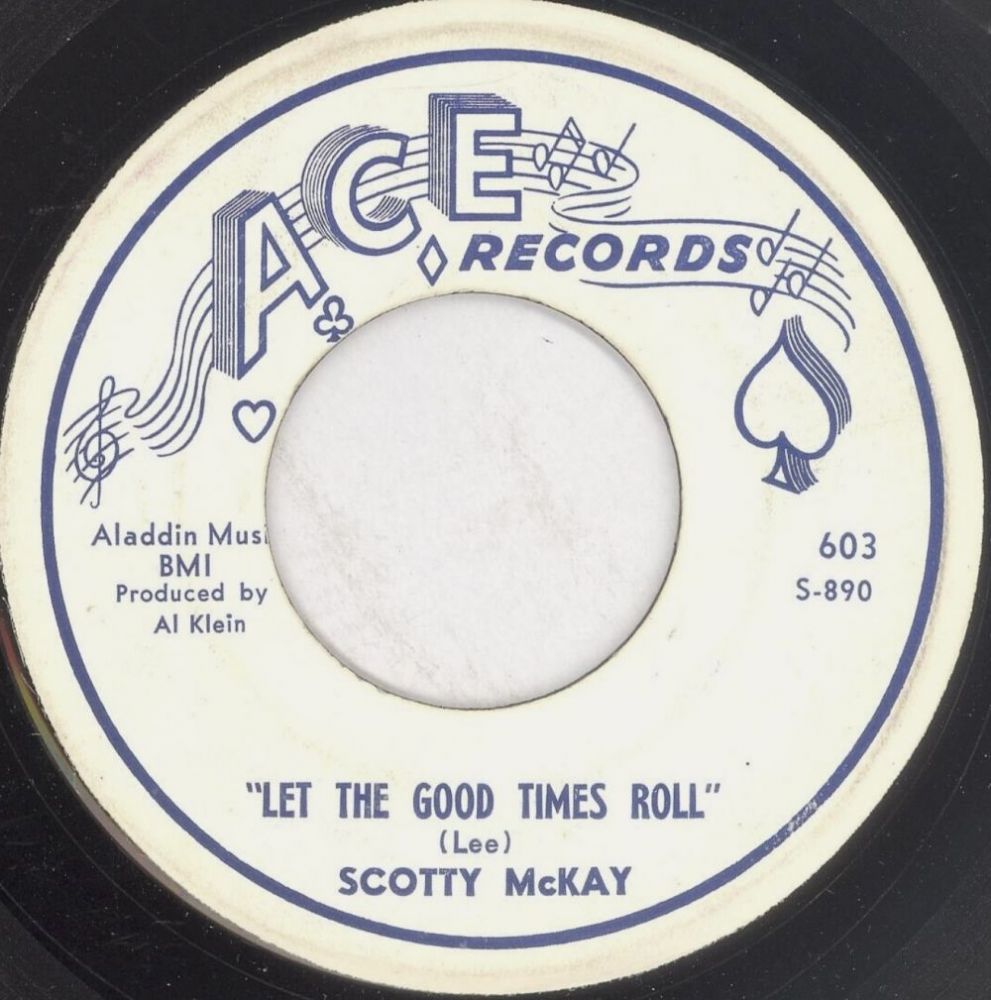 ACE
RECORDS
Aladdin Musi
BMI
Produced by
Al Klein
603
S-890
"LET THE GOOD TIMES ROLL"
(Lee)
SCOTTY McKAY